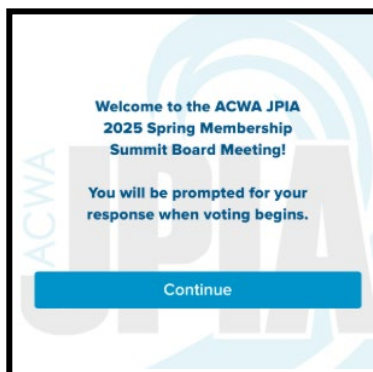 Welcome to the ACWA JPIA
2025 Spring Membership
Summit Board Meeting!
You will be prompted for your
response when voting begins.
ACWA
JPIA
Continue